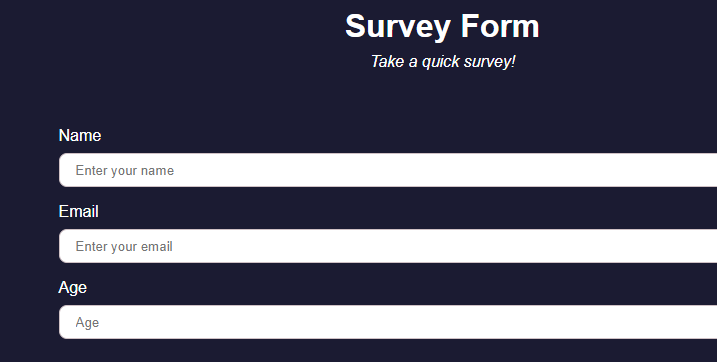 Survey Form
Take a quick survey!
Name
Enter your name
Email
Enter your email
Age
Age